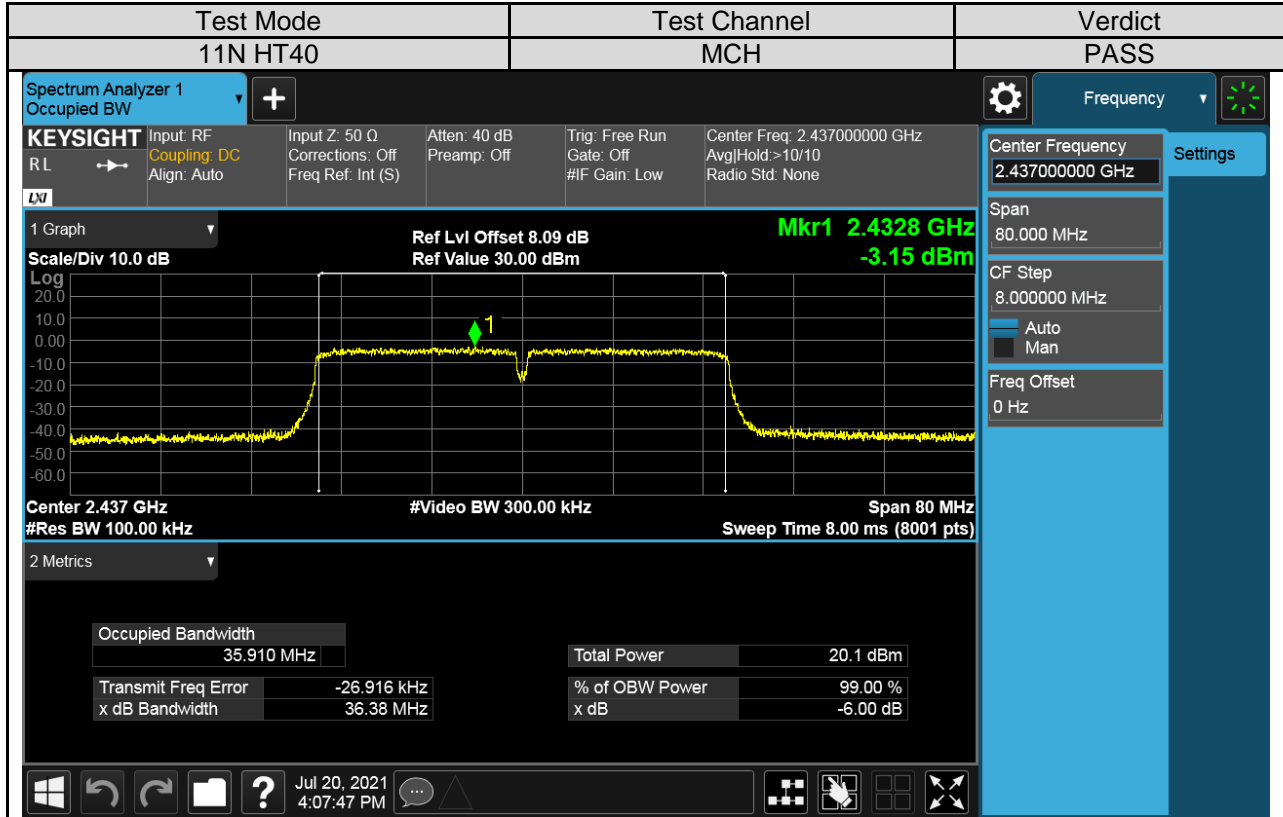 Test Mode Test Channel Verdict
11N HT40 MCH PASS
Spectrum Analyzer 1
Occupied BW
+
Frequency
KEYSIGHT
R L
LXI
Input: RF
Coupling: DC
Align: Auto
Input Z: 50 Ω
Corrections: Off
Freq Ref: Int (S)
Atten: 40 dB
Preamp: Off
Trig: Free Run
Gate: Off
#IF Gain: Low
Center Freq: 2.437000000 GHz
Avg|Hold:>10/10
Radio Std: None
Center Frequency
2.437000000 GHz
Settings
Span
80.000 MHz
CF Step
8.000000 MHz
Auto
Man
Freq Offset
0 Hz
1 Graph
Scale/Div 10.0 dB
Ref Lvl Offset 8.09 dB
Ref Value 30.00 dBm
Mkr1 2.4328 GHz
-3.15 dBm
Log
20.0
10.0
0.00
-10.0
-20.0
-30.0
-40.0
-50.0
-60.0
1
Center 2.437 GHz
#Res BW 100.00 kHz
#Video BW 300.00 kHz
Span 80 MHz
Sweep Time 8.00 ms (8001 pts)
2 Metrics
Occupied Bandwidth
35.910 MHz
Total Power 20.1 dBm
Transmit Freq Error -26.916 kHz
% of OBW Power 99.00 %
x dB Bandwidth 36.38 MHz
x dB -6.00 dB
?
Jul 20, 2021
4:07:47 PM